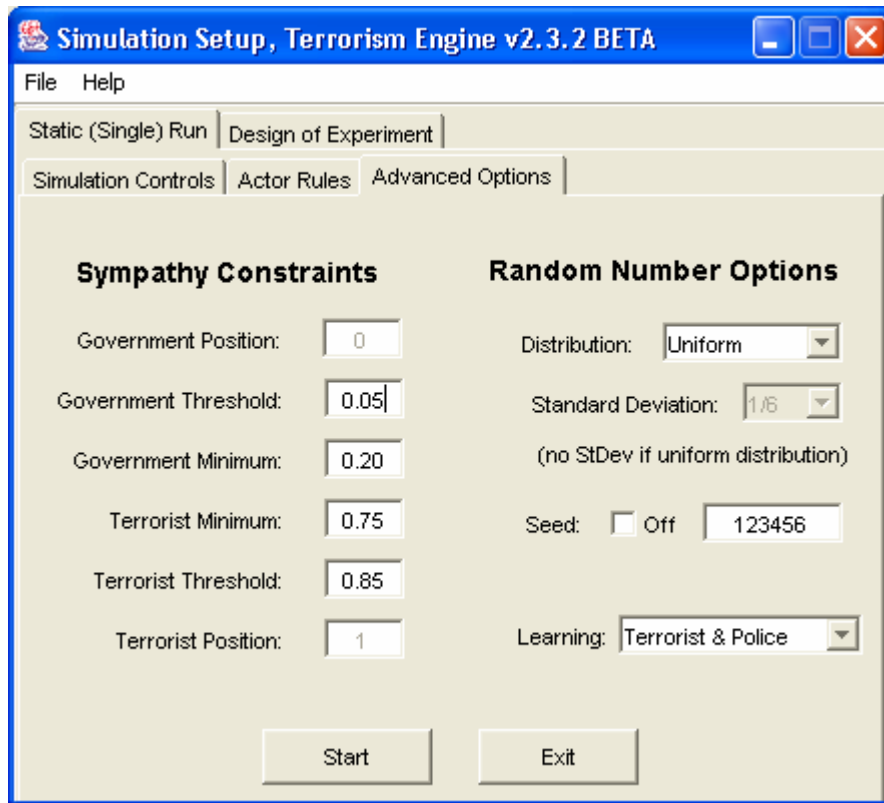 Simulation Setup, Terrorism Engine v2.3.2 BETA
File Help
Static (Single) Run Design of Experiment
Simulation Controls Actor Rules Advanced Options
Sympathy Constraints
Government Position: 0
Government Threshold: 0.05
Government Minimum: 0.20
Terrorist Minimum: 0.75
Terrorist Threshold: 0.85
Terrorist Position: 1
Random Number Options
Distribution: Uniform
Standard Deviation: 1/6
(no StDev if uniform distribution)
Seed: Off 123456
Learning: Terrorist & Police
Start Exit